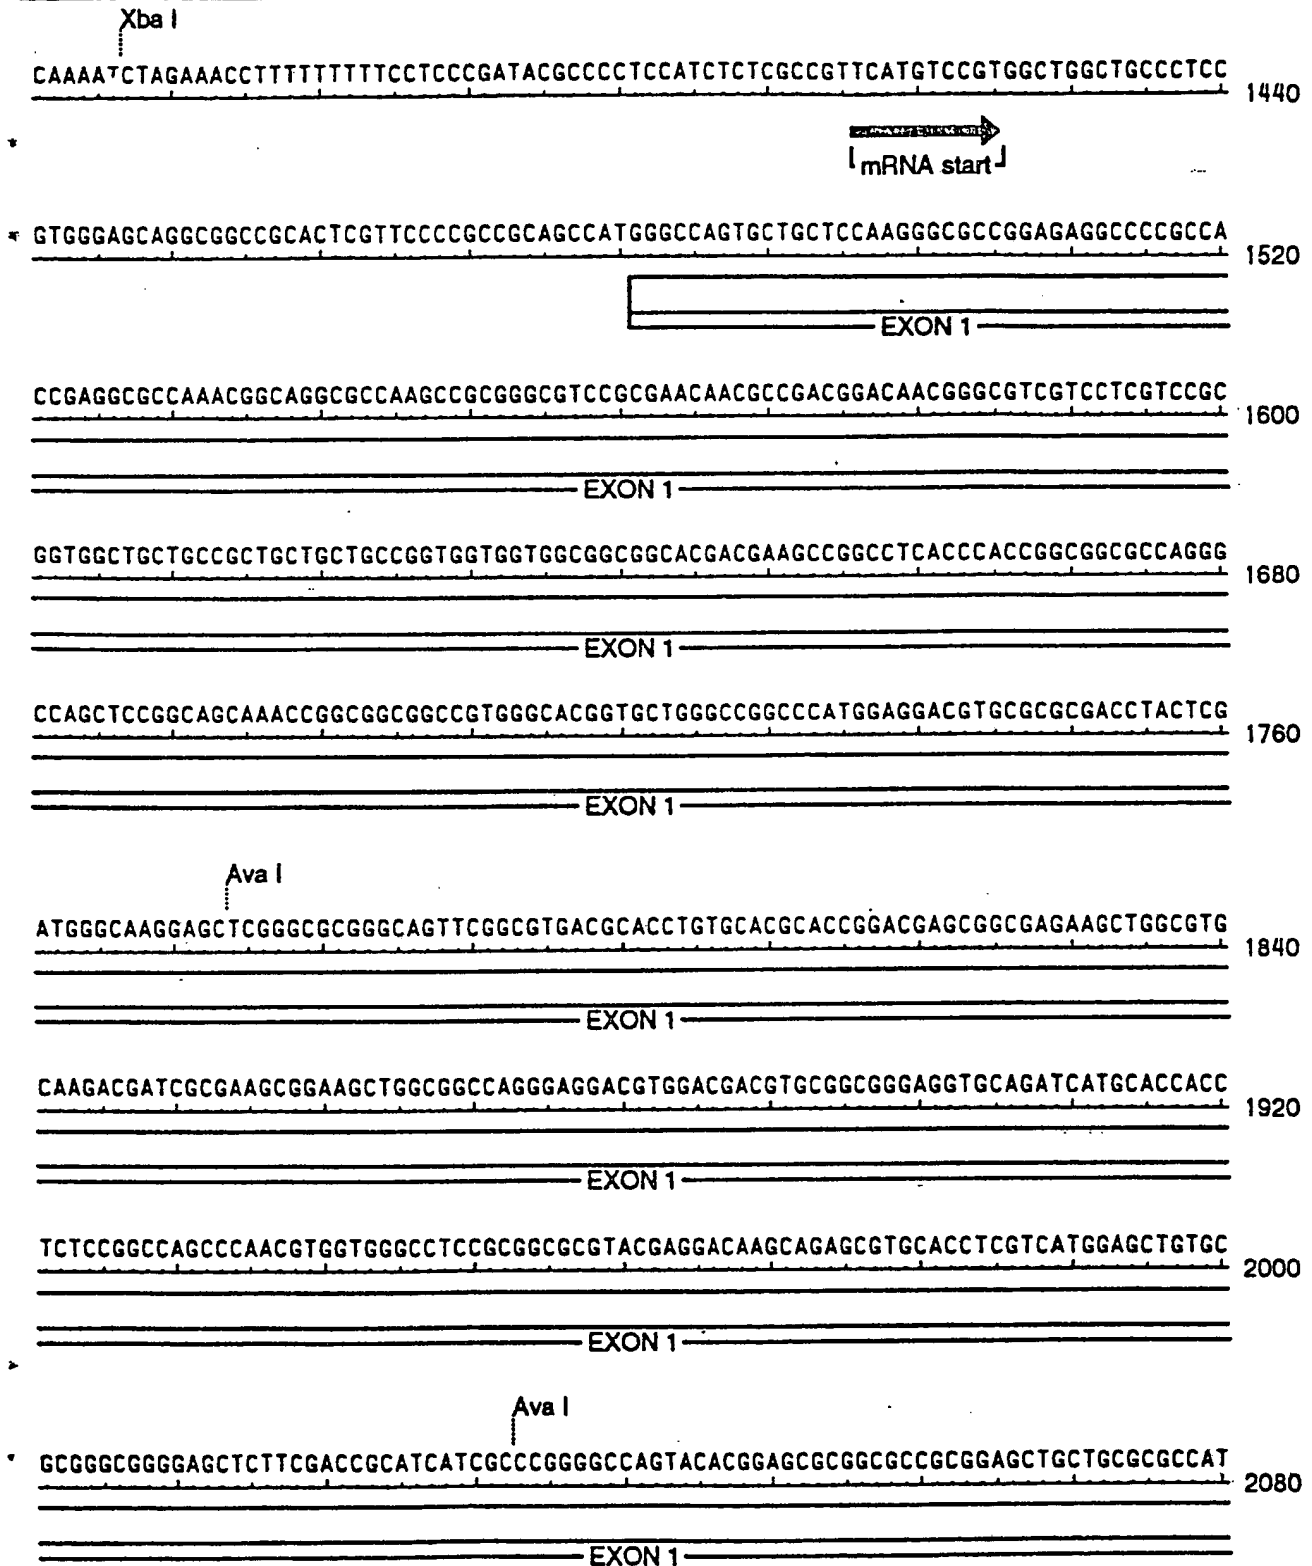 Xba I
CAAAATCTAGAAACCTTTTTTTTTTCCTCCCGATACGCCCCTCCATCTCTCGCCGTTCATGTCCGTGGCTGGCTGCCCTCC
1440
mRNA start
GTGGGAGCAGGCGGCCGCACTCGTTCCCCGCCGCAGCCATGGGCCAGTGCTGCTCCAAGGGCGCCGGAGAGGCCCCGCCA
1520
EXON 1
CCGAGGCGCCAAACGGCAGGCGCCAAGCCGCGGGCGTCCGCGAACAACGCCGACGGACAACGGGCGTCGTCCTCGTCCGC
1600
EXON 1
GGTGGCTGCTGCCGCTGCTGCTGCCGGTGGTGGTGGCGGCGGCACGACGAAGCCGGCCTCACCCACCGGCGGCGCCAGGG
1680
EXON 1
CCAGCTCCGGCAGCAAACCGGCGGCGGCCGTGGGCACGGTGCTGGGCCGGCCCATGGAGGACGTGCGCGCGACCTACTCG
1760
EXON 1
Ava I
ATGGGCAAGGAGCTCGGGCGCGGGCAGTTCGGCGTGACGCACCTGTGCACGCACCGGACGAGCGGCGAGAAGCTGGCGTG
1840
EXON 1
CAAGACGATCGCGAAGCGGAAGCTGGCGGCCAGGGAGGACGTGGACGACGTGCGGCGGGAGGTGCAGATCATGCACCACC
1920
EXON 1
TCTCCGGCCAGCCCAACGTGGTGGGCCTCCGCGGCGCGTACGAGGACAAGCAGAGCGTGCACCTCGTCATGGAGCTGTGC
2000
EXON 1
Ava I
GCGGGCGGGGAGCTCTTCGACCGCATCATCGCCCGGGGCCAGTACACGGAGCGCGGCGCCGCGGAGCTGCTGCGCGCCAT
2080
EXON 1